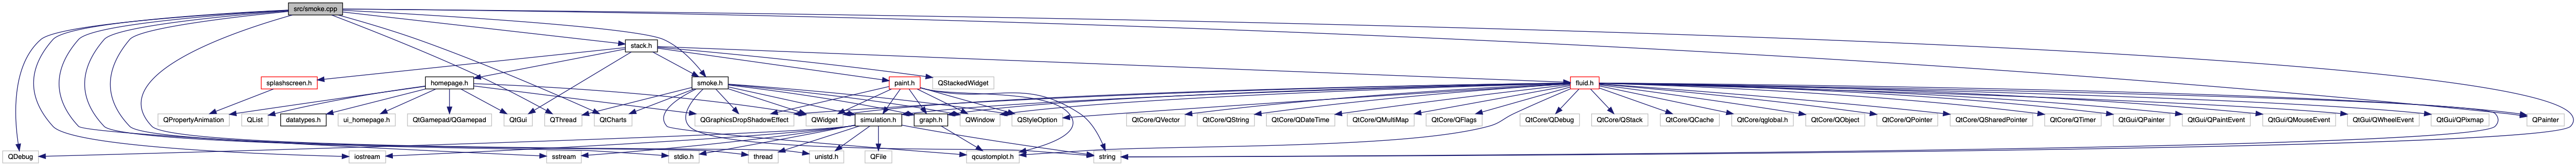 src/smoke.cpp
stack.h
splashscreen.h
homepage.h
smoke.h
paint.h
QStackedWidget
fluid.h
QPropertyAnimation
QList
datatypes.h
ui_homepage.h
QtGamepad/QGamepad
QtGui
QThread
QtCharts
QGraphicsDropShadowEffect
QWidget
simulation.h
graph.h
QWindow
QStyleOption
QtCore/QVector
QtCore/QString
QtCore/QDateTime
QtCore/QMultiMap
QtCore/QFlags
QtCore/QDebug
QtCore/QStack
QtCore/QCache
QtCore/qglobal.h
QtCore/QObject
QtCore/QPointer
QtCore/QSharedPointer
QtCore/QTimer
QtGui/QPainter
QtGui/QPaintEvent
QtGui/QMouseEvent
QtGui/QWheelEvent
QtGui/QPixmap
QPainter
QDebug
iostream
sstream
stdio.h
thread
unistd.h
QFile
qcustomplot.h
string